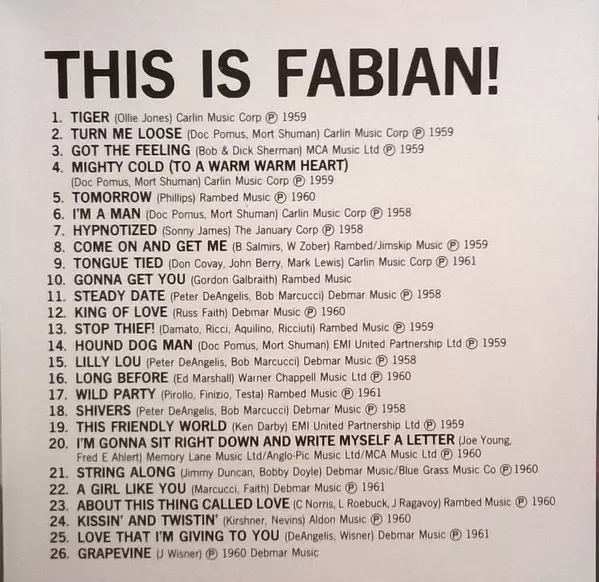 THIS IS FABIAN!
1. TIGER (Ollie Jones) Carlin Music Corp Ⓟ 1959
2. TURN ME LOOSE (Doc Pomus, Mort Shuman) Carlin Music Corp Ⓟ 1959
3. GOT THE FEELING (Bob & Dick Sherman) MCA Music Ltd Ⓟ 1959
4. MIGHTY COLD (TO A WARM WARM HEART)
(Doc Pomus, Mort Shuman) Carlin Music Corp Ⓟ 1959
5. TOMORROW (Phillips) Rambed Music Ⓟ 1960
6. I'M A MAN (Doc Pomus, Mort Shuman) Carlin Music Corp Ⓟ 1958
7. HYPNOTIZED (Sonny James) The January Corp Ⓟ 1958
8. COME ON AND GET ME (B Salmirs, W Zober) Rambed/Jimskip Music Ⓟ 1959
9. TONGUE TIED (Don Covay, John Berry, Mark Lewis) Carlin Music Corp Ⓟ 1961
10. GONNA GET YOU (Gordon Galbraith) Rambed Music
11. STEADY DATE (Peter DeAngelis, Bob Marcucci) Debmar Music Ⓟ 1958
12. KING OF LOVE (Russ Faith) Debmar Music Ⓟ 1960
13. STOP THIEF! (Damato, Ricci, Aquilino, Ricciuti) Rambed Music Ⓟ 1959
14. HOUND DOG MAN (Doc Pomus, Mort Shuman) EMI United Partnership Ltd Ⓟ 1959
15. LILLY LOU (Peter DeAngelis, Bob Marcucci) Debmar Music Ⓟ 1958
16. LONG BEFORE (Ed Marshall) Warner Chappell Music Ltd Ⓟ 1960
17. WILD PARTY (Pirollo, Finizio, Testa) Rambed Music Ⓟ 1961
18. SHIVERS (Peter DeAngelis, Bob Marcucci) Debmar Music Ⓟ 1958
19. THIS FRIENDLY WORLD (Ken Darby) EMI United Partnership Ltd Ⓟ 1959
20. I'M GONNA SIT RIGHT DOWN AND WRITE MYSELF A LETTER (Joe Young,
Fred E Ahlert) Memory Lane Music Ltd/Anglo-Pic Music Ltd/MCA Music Ltd Ⓟ 1960
21. STRING ALONG (Jimmy Duncan, Bobby Doyle) Debmar Music/Blue Grass Music Co Ⓟ 1960
22. A GIRL LIKE YOU (Marcucci, Faith) Debmar Music Ⓟ 1961
23. ABOUT THIS THING CALLED LOVE (C Norris, L Roebuck, J Ragavoy) Rambed Music Ⓟ 1960
24. KISSIN' AND TWISTIN' (Kirshner, Nevins) Aldon Music Ⓟ 1960
25. LOVE THAT I'M GIVING TO YOU (DeAngelis, Wisner) Debmar Music Ⓟ 1961
26. GRAPEVINE (J Wisner) Ⓟ 1960 Debmar Music